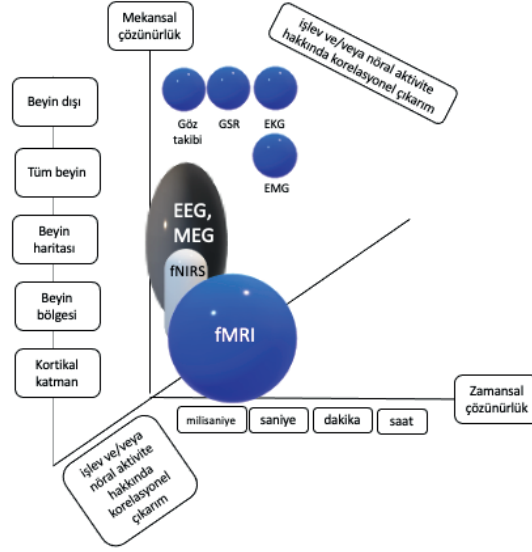 Mekansal
çözünürlük
işlev ve/veya nöral aktivite
hakkında korelasyonel
çıkarım
Beyin dışı
Tüm beyin
Beyin
haritası
Beyin
bölgesi
Kortikal
katman
Göz
takibi
GSR
EKG
EMG
EEG,
MEG
fNIRS
fMRI
milisaniye
saniye
dakika
saat
Zamansal
çözünürlük
işlev ve/veya
nöral aktivite
hakkında
korelasyonel
çıkarım